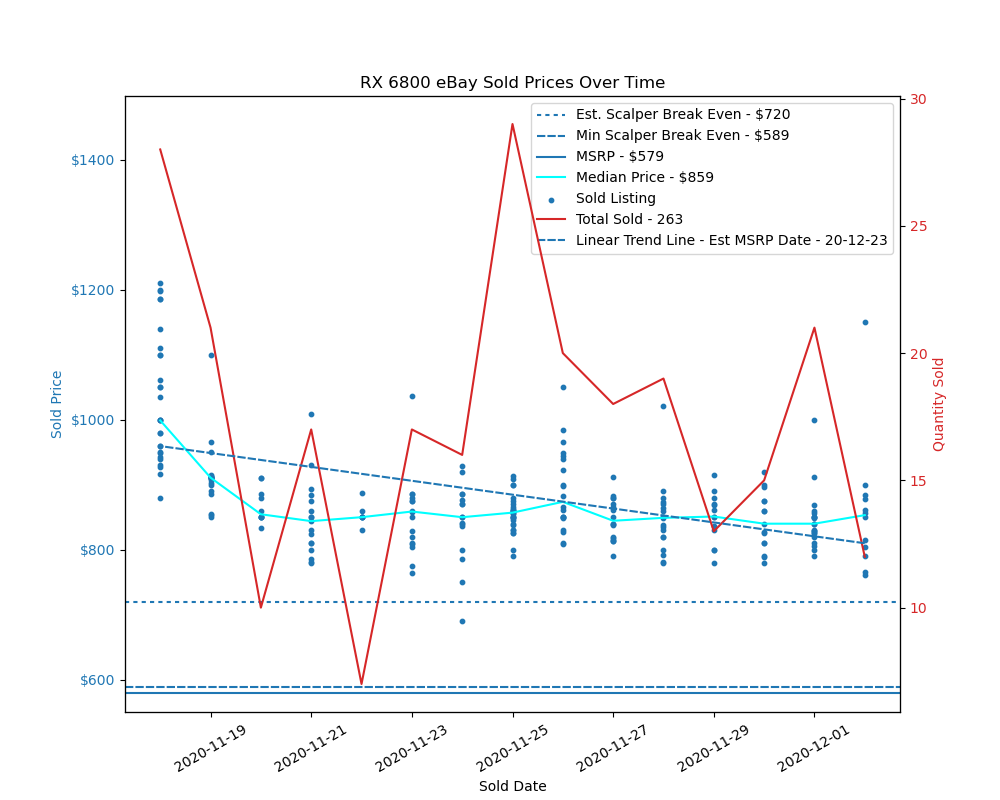 RX 6800 eBay Sold Prices Over Time
Est. Scalper Break Even - $720
Min Scalper Break Even - $589
MSRP - $579
Median Price - $859
Sold Listing
Total Sold - 263
Linear Trend Line - Est MSRP Date - 20-12-23
Sold Price
$1400
$1200
$1000
$800
$600
30
25
20
15
10
Quantity Sold
2020-11-19
2020-11-21
2020-11-23
2020-11-25
2020-11-27
2020-11-29
2020-12-01
Sold Date